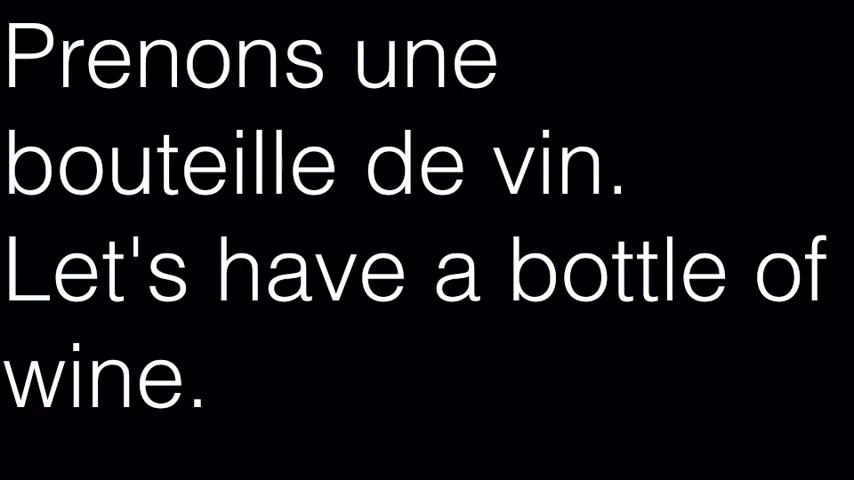 Prenons une
bouteille de vin.
Let's have a bottle of
wine.